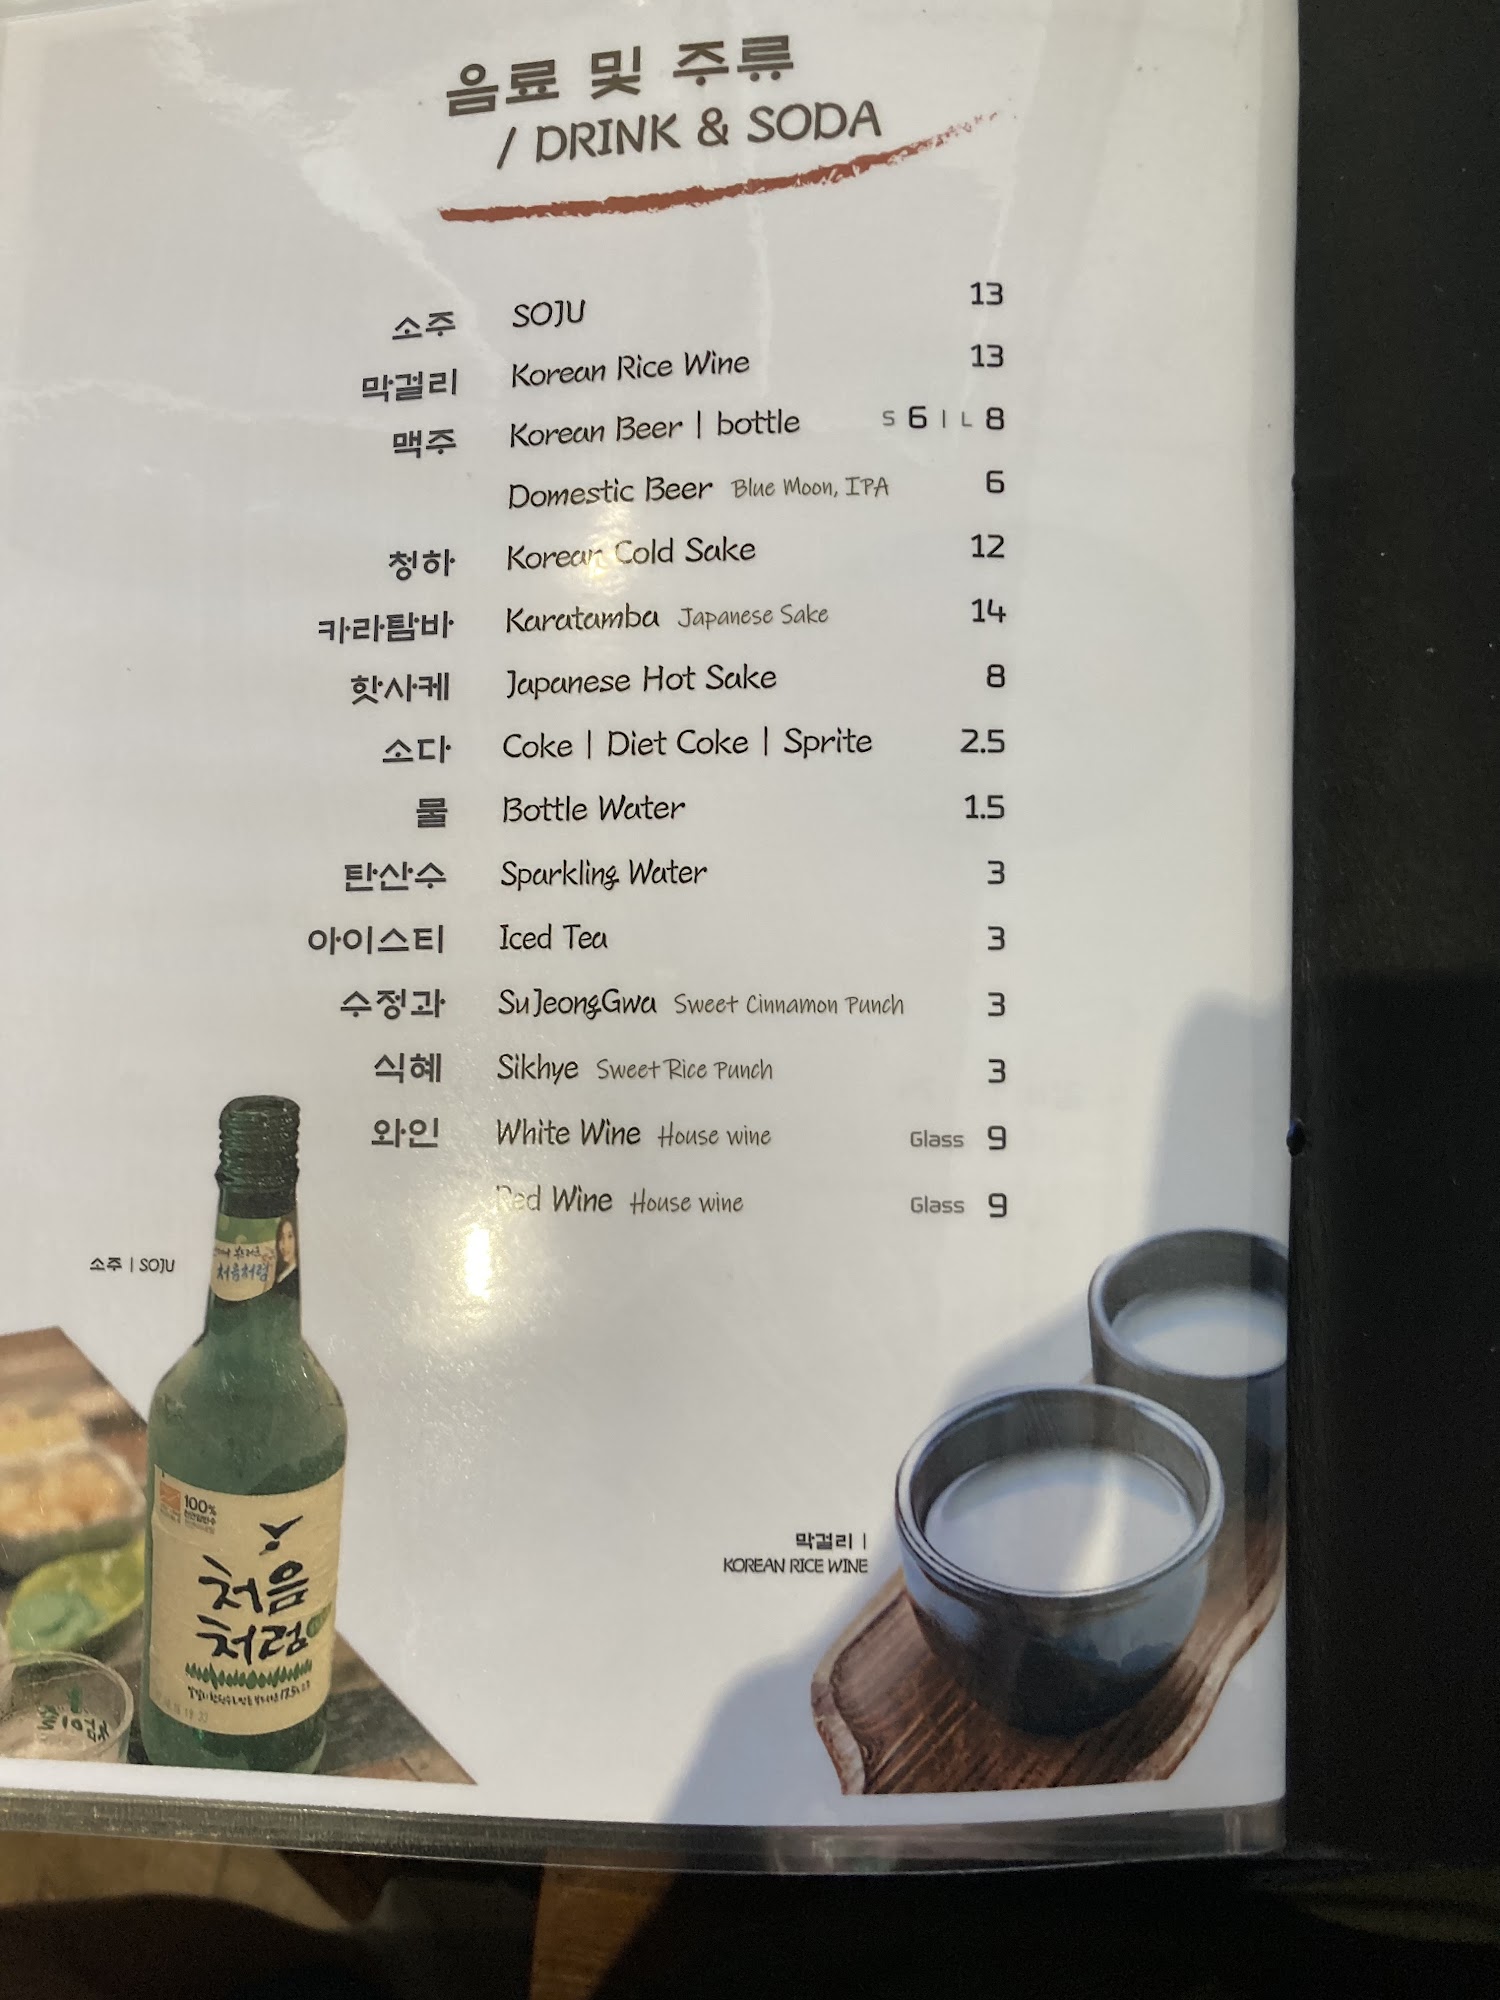 음료 및 주류
/ DRINK & SODA
소주 SOJU 13
막걸리 Korean Rice Wine 13
맥주 Korean Beer | bottle S 6 | L 8
Domestic Beer Blue Moon, IPA 6
청하 Korean Cold Sake 12
카라탐바 Karatamba Japanese Sake 14
핫사케 Japanese Hot Sake 8
소다 Coke | Diet Coke | Sprite 2.5
물 Bottle Water 1.5
탄산수 Sparkling Water 3
아이스티 Iced Tea 3
수정과 SuJeongGwa Sweet Cinnamon Punch 3
식혜 Sikhye Sweet Rice Punch 3
와인 White Wine House wine Glass 9
Red Wine House wine Glass 9
소주 | SOJU
처음처럼
100%
처음
처럼
막걸리 |
KOREAN RICE WINE